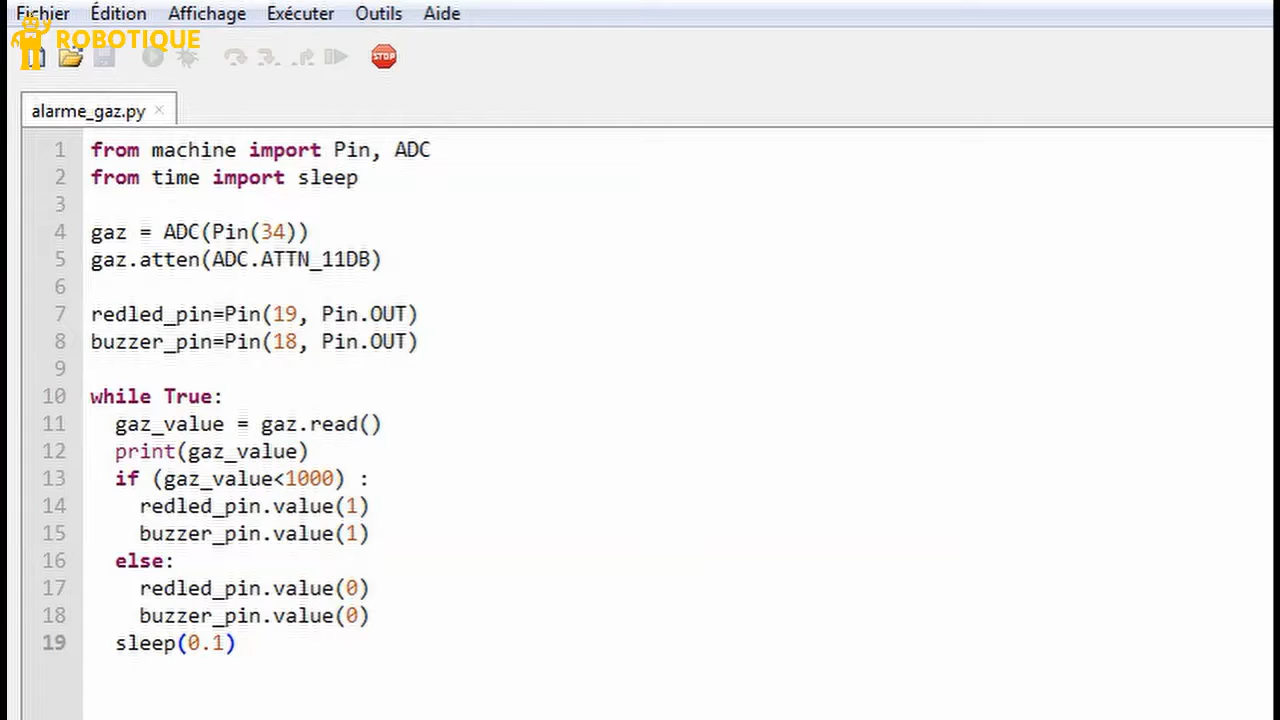 Fichier Édition Affichage Exécuter Outils Aide
ROBOTIQUE
STOP
alarme_gaz.py ×
1 from machine import Pin, ADC
2 from time import sleep
3
4 gaz = ADC(Pin(34))
5 gaz.atten(ADC.ATTN_11DB)
6
7 redled_pin=Pin(19, Pin.OUT)
8 buzzer_pin=Pin(18, Pin.OUT)
9
10 while True:
11   gaz_value = gaz.read()
12   print(gaz_value)
13   if (gaz_value<1000) :
14     redled_pin.value(1)
15     buzzer_pin.value(1)
16   else:
17     redled_pin.value(0)
18     buzzer_pin.value(0)
19   sleep(0.1)